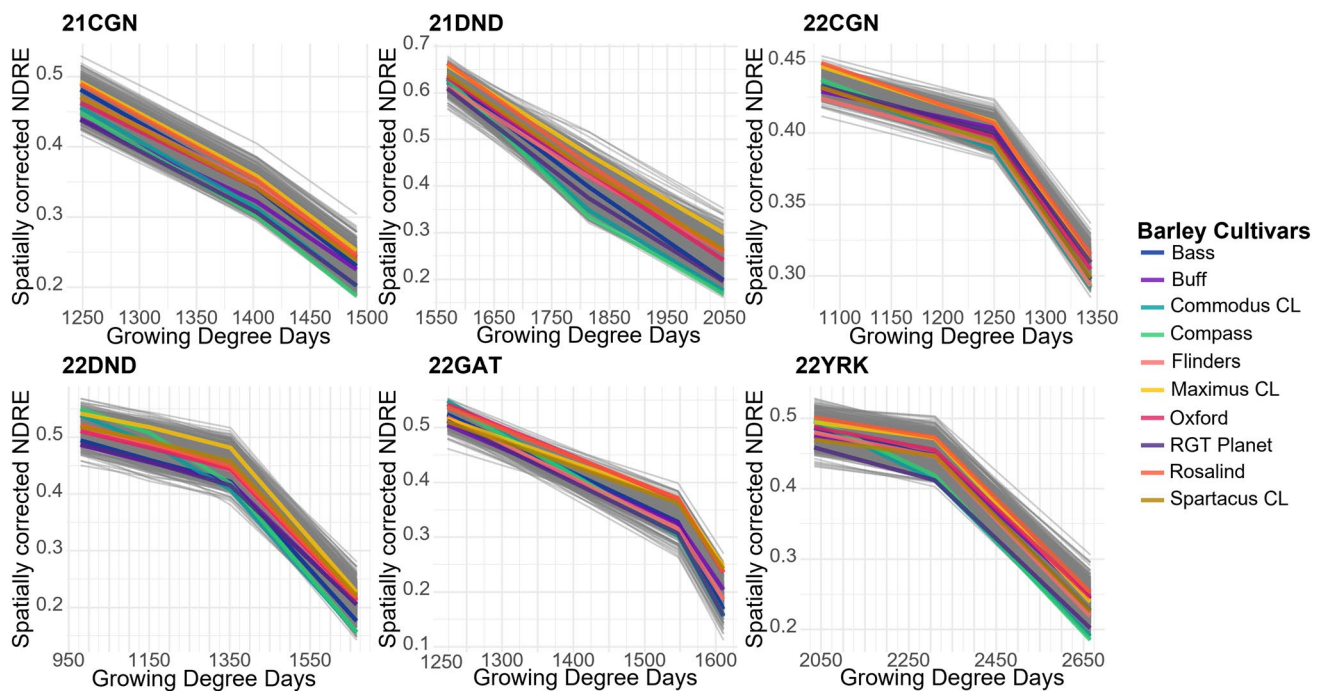 21CGN
Spatially corrected NDRE
0.5
0.4
0.3
0.2
1250 1300 1350 1400 1450 1500
Growing Degree Days
21DND
Spatially corrected NDRE
0.7
0.6
0.5
0.4
0.3
0.2
1550 1650 1750 1850 1950 2050
Growing Degree Days
22CGN
Spatially corrected NDRE
0.45
0.40
0.35
0.30
1100 1150 1200 1250 1300 1350
Growing Degree Days
22DND
Spatially corrected NDRE
0.5
0.4
0.3
0.2
950 1150 1350 1550
Growing Degree Days
22GAT
Spatially corrected NDRE
0.5
0.4
0.3
0.2
0.1
1250 1300 1400 1500 1600
Growing Degree Days
22YRK
Spatially corrected NDRE
0.5
0.4
0.3
0.2
2050 2250 2450 2650
Growing Degree Days
Barley Cultivars
Bass
Buff
Commodus CL
Compass
Flinders
Maximus CL
Oxford
RGT Planet
Rosalind
Spartacus CL